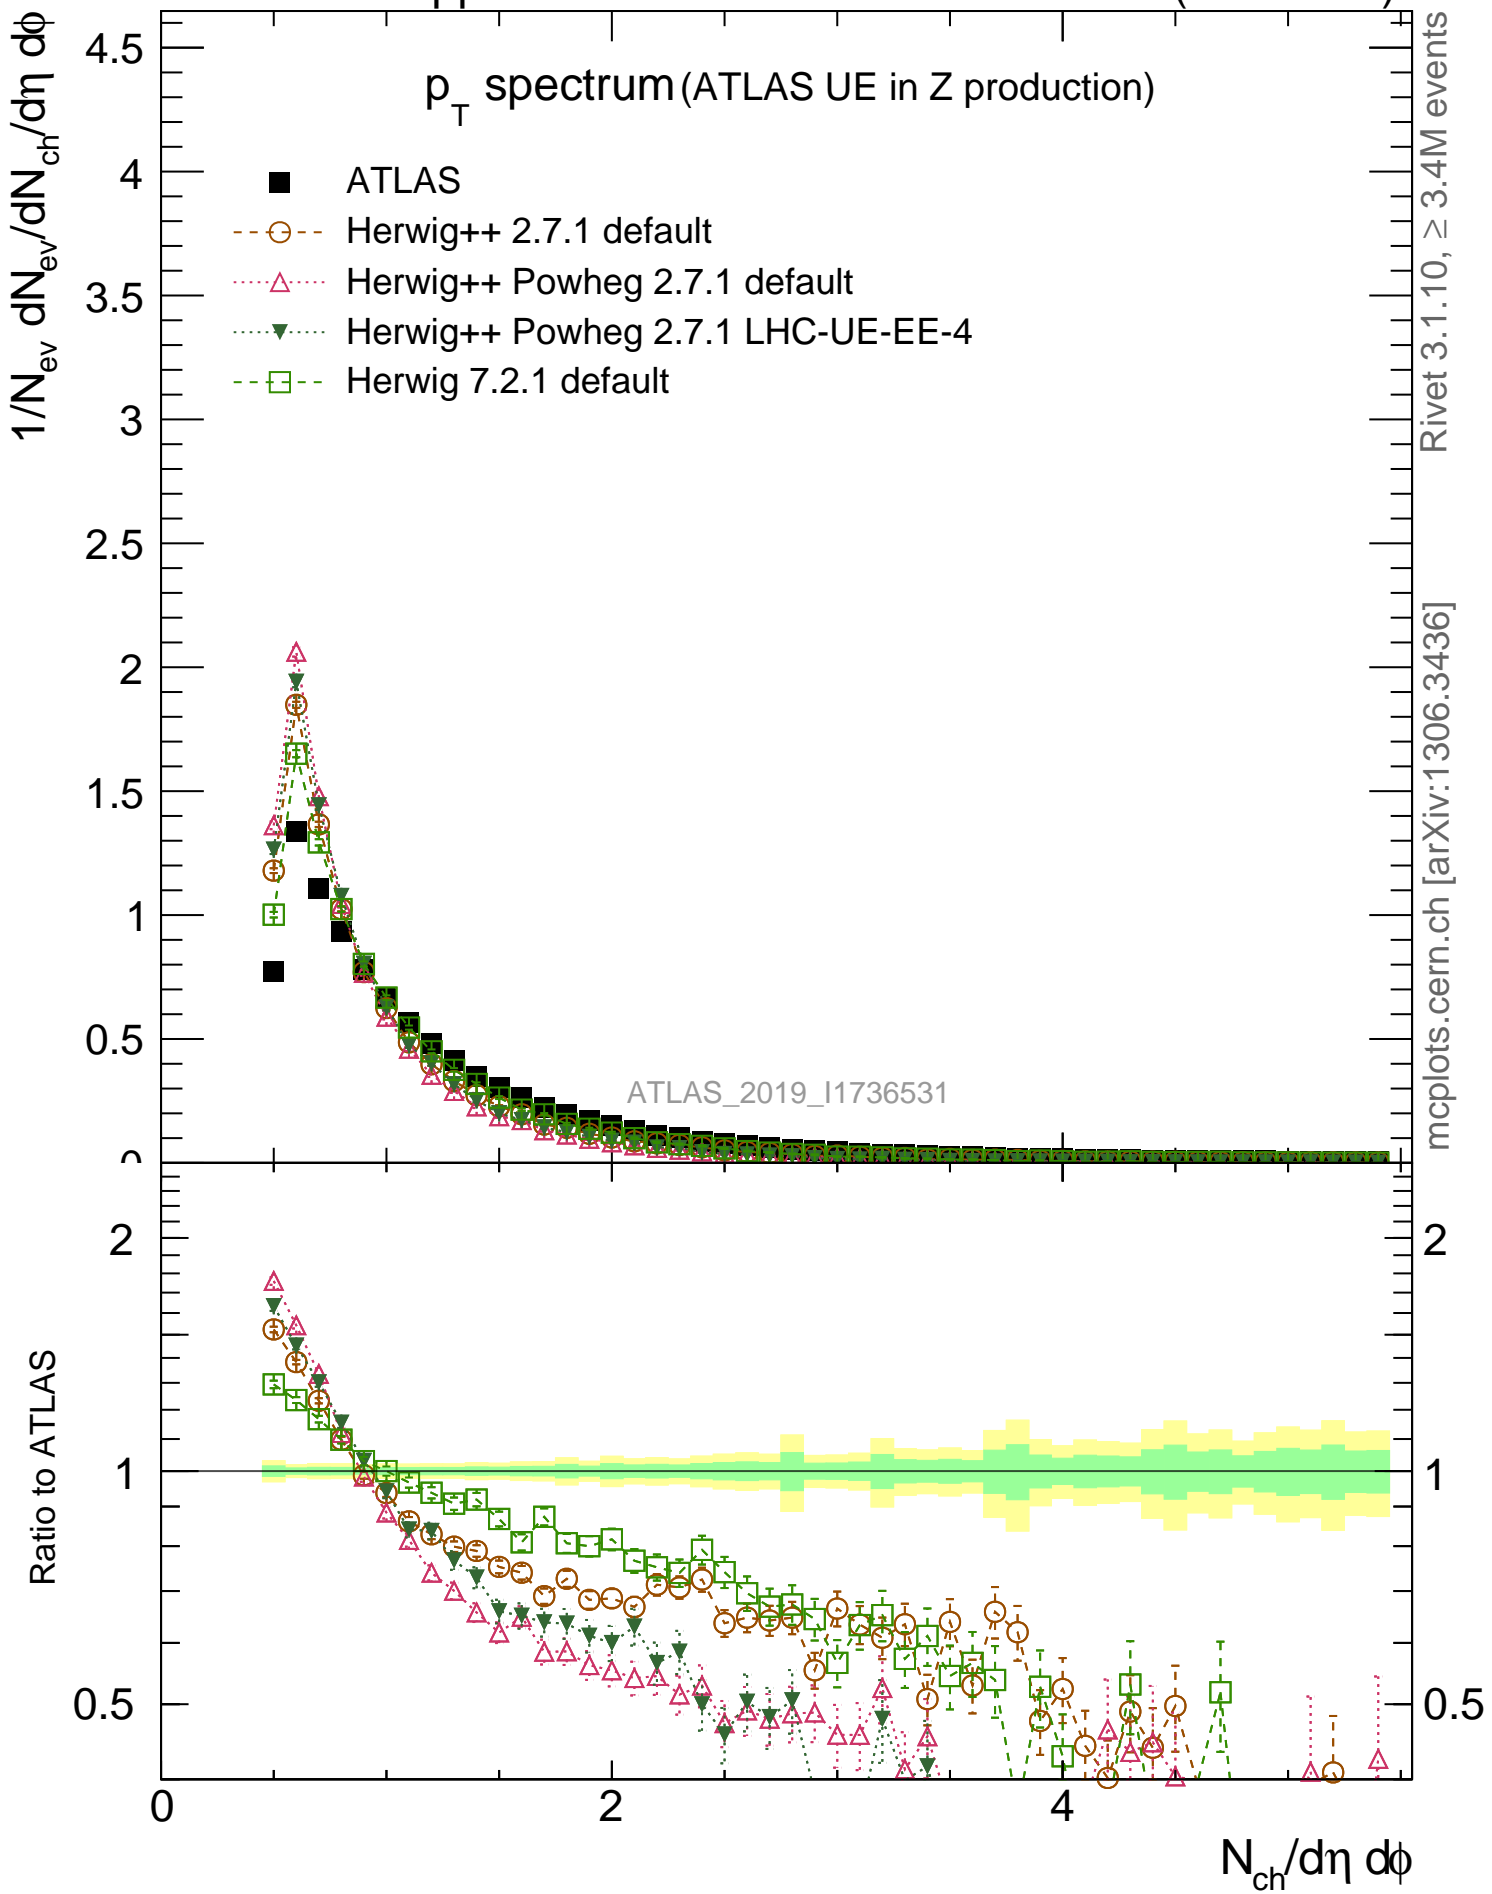 p_T spectrum (ATLAS UE in Z production)
1/N_ev dN_ev/dN_ch/dη dϕ
ATLAS
Herwig++ 2.7.1 default
Herwig++ Powheg 2.7.1 default
Herwig++ Powheg 2.7.1 LHC-UE-EE-4
Herwig 7.2.1 default
4.5
4
3.5
3
2.5
2
1.5
1
0.5
0
ATLAS_2019_I1736531
Rivet 3.1.10, ≥ 3.4M events
mcplots.cern.ch [arXiv:1306.3436]
Ratio to ATLAS
2
1
0.5
2
1
0.5
0
2
4
N_ch/dη dϕ